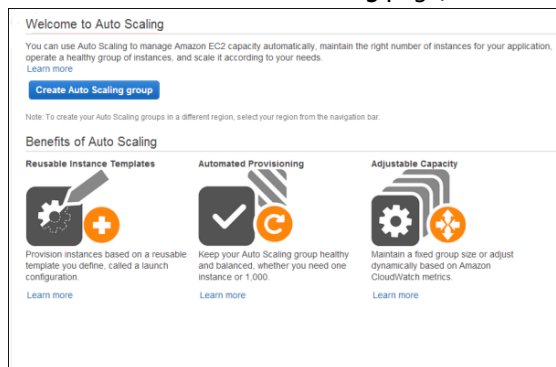 Welcome to Auto Scaling
You can use Auto Scaling to manage Amazon EC2 capacity automatically, maintain the right number of instances for your application,
operate a healthy group of instances, and scale it according to your needs.
Learn more
Create Auto Scaling group
Note: To create your Auto Scaling groups in a different region, select your region from the navigation bar.
Benefits of Auto Scaling
Reusable Instance Templates
Provision instances based on a reusable
template you define, called a launch
configuration.
Learn more
Automated Provisioning
Keep your Auto Scaling group healthy
and balanced, whether you need one
instance or 1,000.
Learn more
Adjustable Capacity
Maintain a fixed group size or adjust
dynamically based on Amazon
CloudWatch metrics.
Learn more